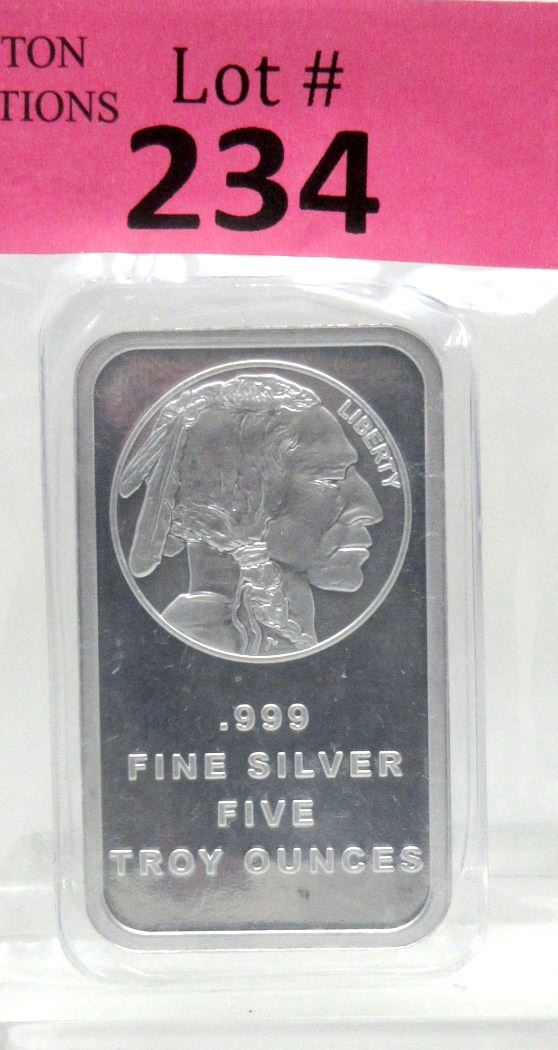 TON
TIONS
Lot #
234
LIBERTY
.999
FINE SILVER
FIVE
TROY OUNCES